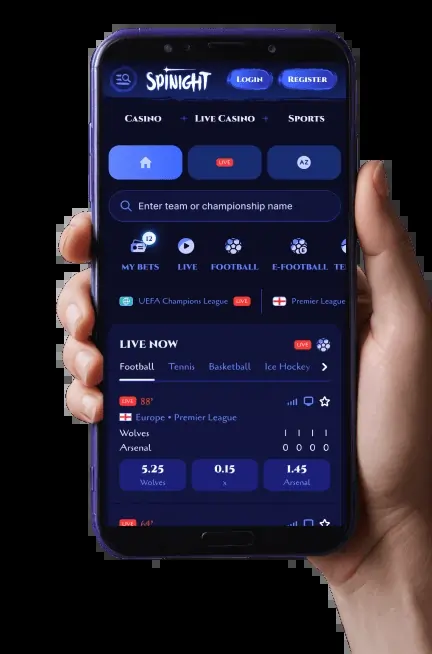 SPINIGHT LOGIN REGISTER
CASINO + LIVE CASINO + SPORTS
LIVE AZ
Enter team or championship name
12
MY BETS LIVE FOOTBALL E-FOOTBALL TE
UEFA Champions League LIVE Premier League
LIVE NOW LIVE
Football Tennis Basketball Ice Hockey
LIVE 88'
Europe • Premier League
Wolves 1 1 1 1
Arsenal 0 0 0 0
5.25 0.15 1.45
Wolves x Arsenal
LIVE 64'